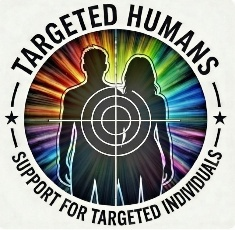 TARGETED HUMANS
SUPPORT FOR TARGETED INDIVIDUALS